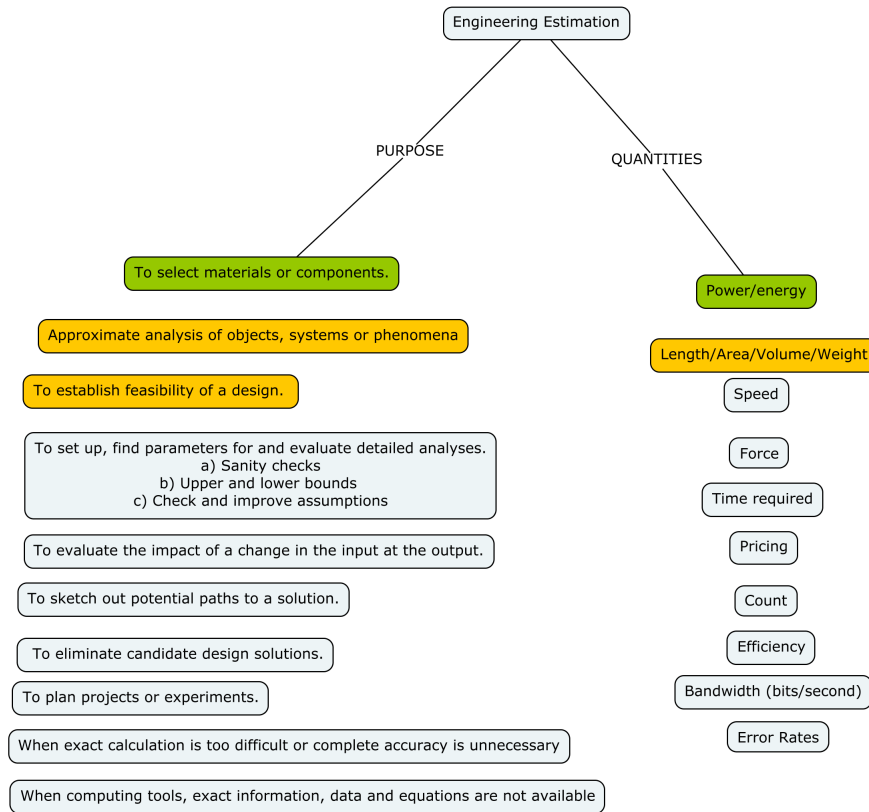 Engineering Estimation
PURPOSE
QUANTITIES
To select materials or components.
Approximate analysis of objects, systems or phenomena
To establish feasibility of a design.
To set up, find parameters for and evaluate detailed analyses.
a) Sanity checks
b) Upper and lower bounds
c) Check and improve assumptions
To evaluate the impact of a change in the input at the output.
To sketch out potential paths to a solution.
To eliminate candidate design solutions.
To plan projects or experiments.
When exact calculation is too difficult or complete accuracy is unnecessary
When computing tools, exact information, data and equations are not available
Power/energy
Length/Area/Volume/Weight
Speed
Force
Time required
Pricing
Count
Efficiency
Bandwidth (bits/second)
Error Rates